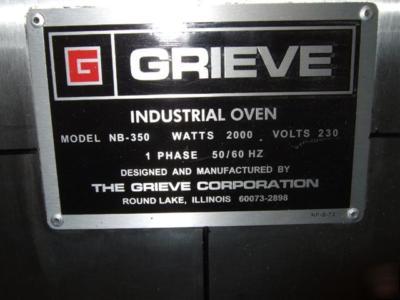 G GRIEVE
INDUSTRIAL OVEN
MODEL NB-350 WATTS 2000 VOLTS 230
1 PHASE 50/60 HZ
DESIGNED AND MANUFACTURED BY
THE GRIEVE CORPORATION
ROUND LAKE, ILLINOIS 60073-2898